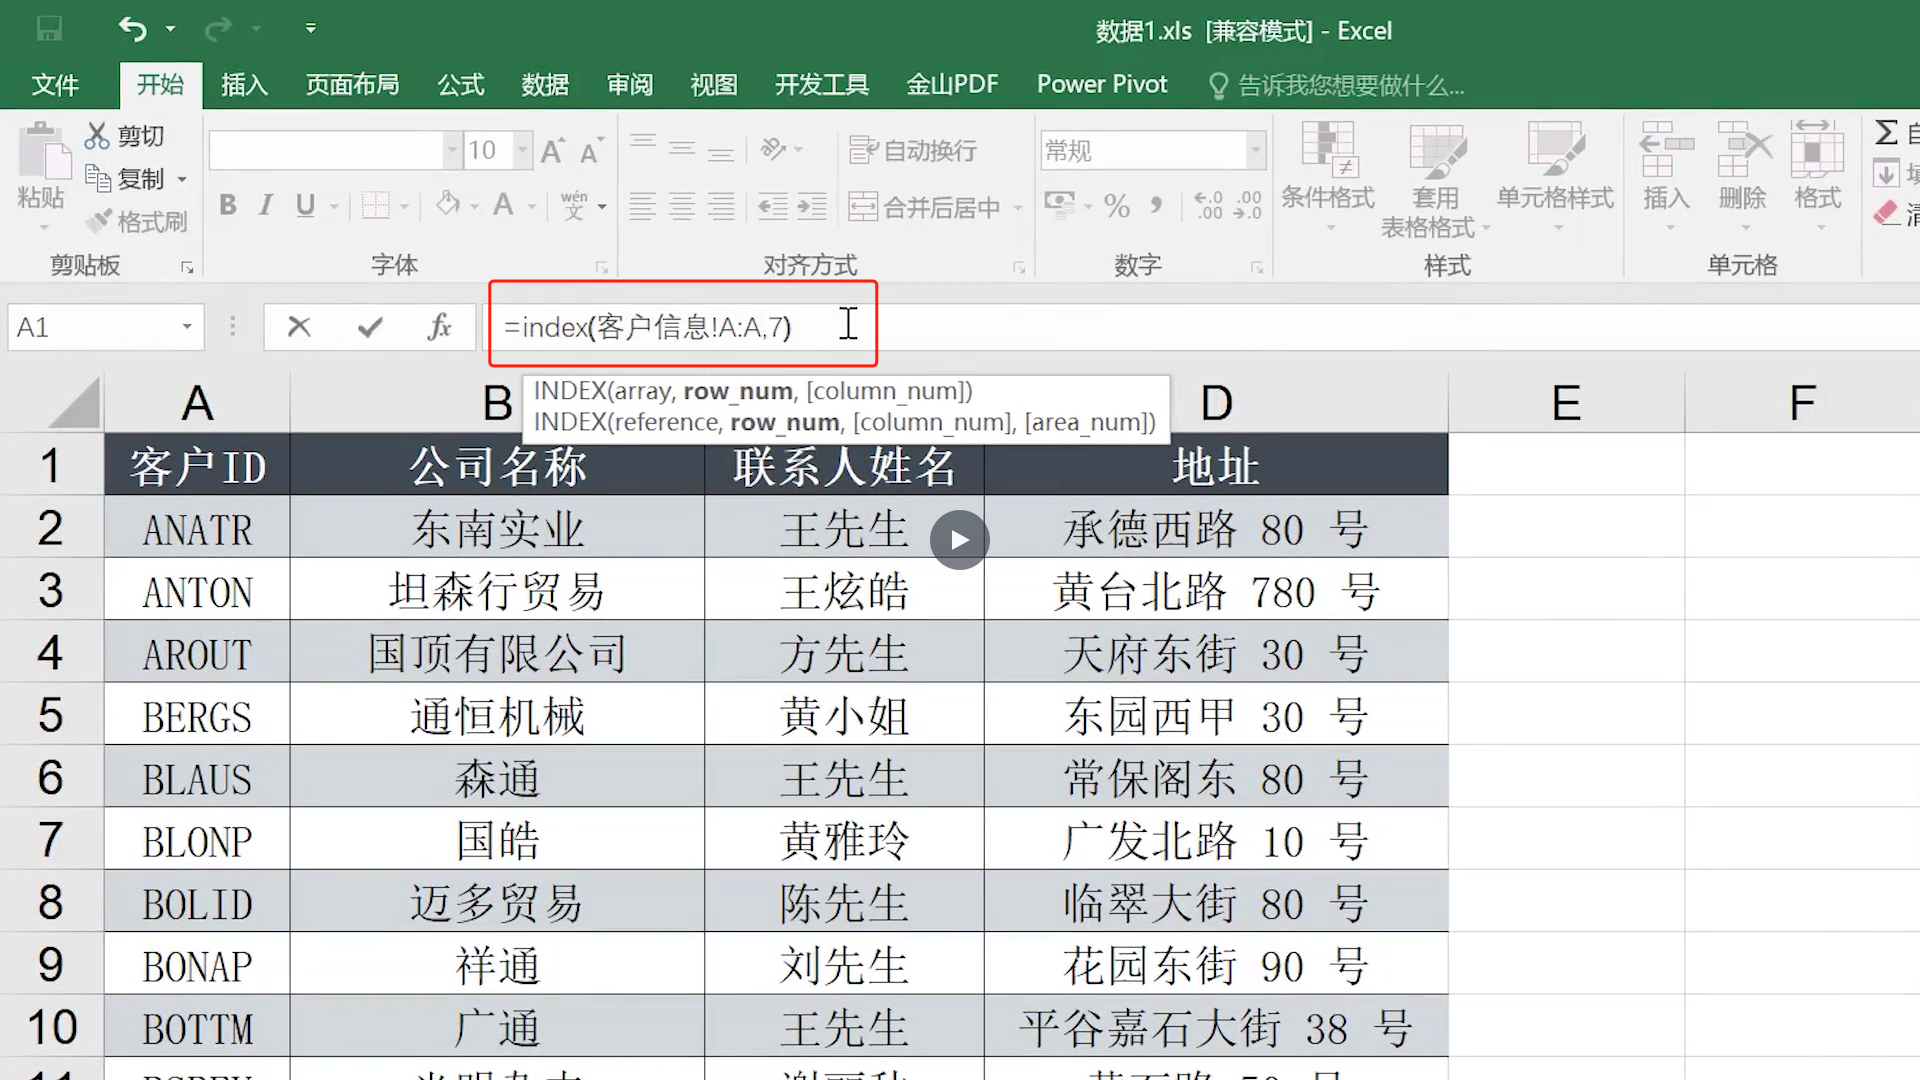 数据1.xls [兼容模式] - Excel
文件 开始 插入 页面布局 公式 数据 审阅 视图 开发工具 金山PDF Power Pivot 告诉我您想要做什么...
粘贴 剪切 复制 格式刷
10 A A
B I U A wén 文
自动换行
合并后居中
常规
% , .0 .00 .00 .0
条件格式 套用 表格格式 单元格样式
插入 删除 格式
Σ
剪贴板 字体 对齐方式 数字 样式 单元格
A1 fx =index(客户信息!A:A,7)
INDEX(array, row_num, [column_num])
INDEX(reference, row_num, [column_num], [area_num])
A B D E F
1 客户ID 公司名称 联系人姓名 地址
2 ANATR 东南实业 王先生 承德西路 80 号
3 ANTON 坦森行贸易 王炫皓 黄台北路 780 号
4 AROUT 国顶有限公司 方先生 天府东街 30 号
5 BERGS 通恒机械 黄小姐 东园西甲 30 号
6 BLAUS 森通 王先生 常保阁东 80 号
7 BLONP 国皓 黄雅玲 广发北路 10 号
8 BOLID 迈多贸易 陈先生 临翠大街 80 号
9 BONAP 祥通 刘先生 花园东街 90 号
10 BOTTM 广通 王先生 平谷嘉石大街 38 号